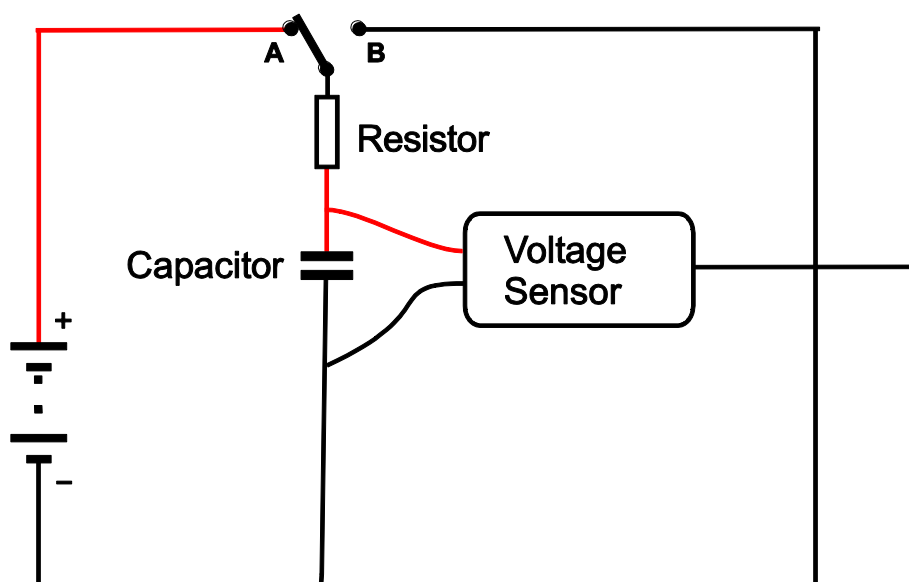 A
B
Resistor
Capacitor
Voltage
Sensor
+
−